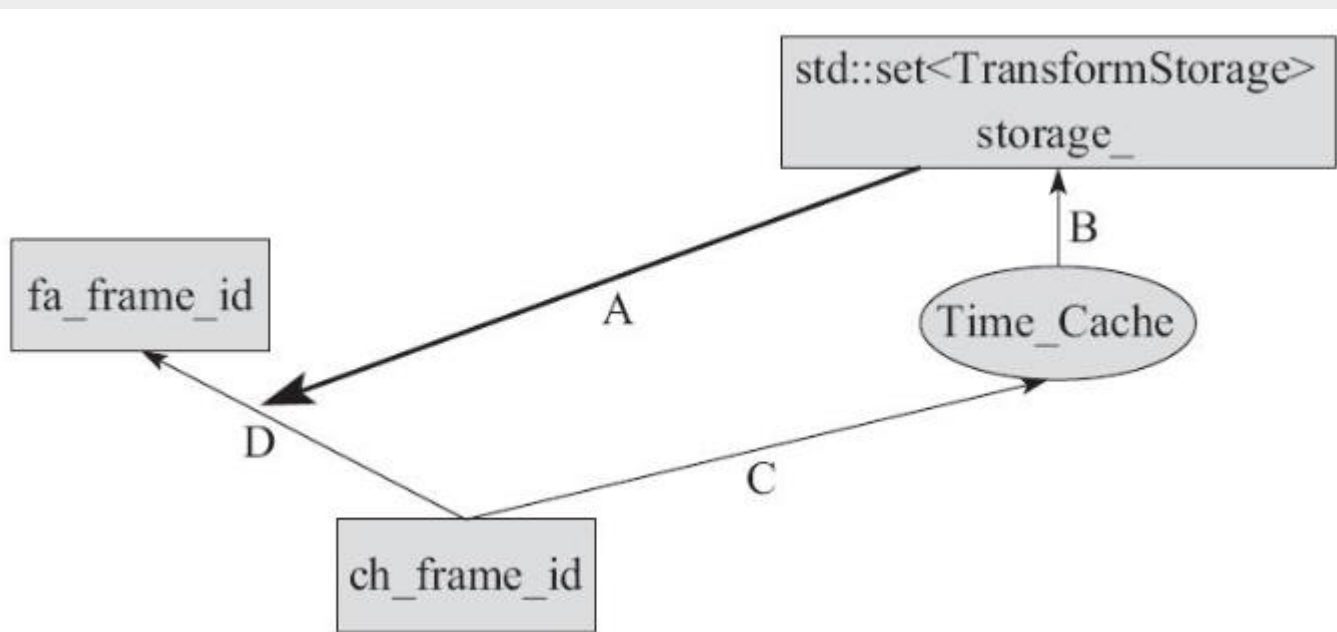 std::set<TransformStorage>
storage_
B
fa_frame_id
A
Time_Cache
D
C
ch_frame_id